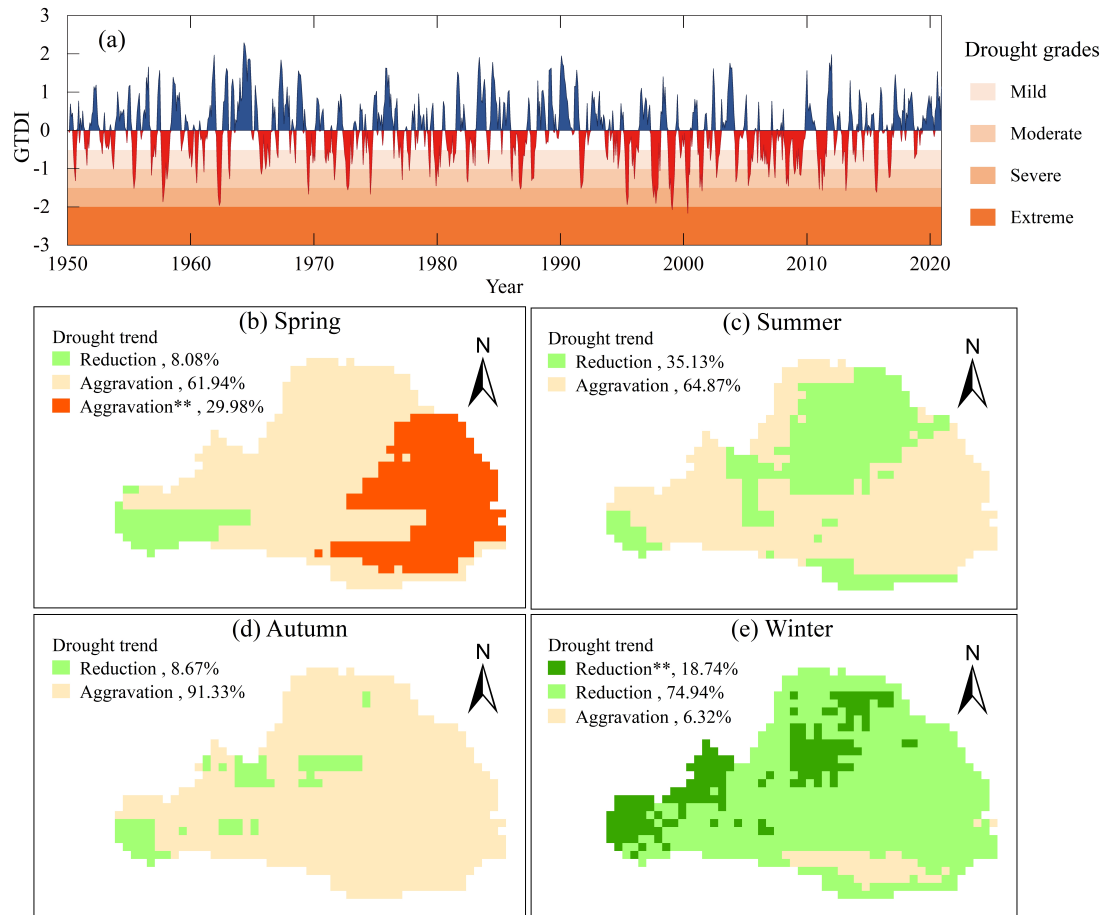 (a)
GTDI
3
2
1
0
-1
-2
-3
1950 1960 1970 1980 1990 2000 2010 2020
Year
Drought grades
Mild
Moderate
Severe
Extreme
(b) Spring
Drought trend
Reduction , 8.08%
Aggravation , 61.94%
Aggravation** , 29.98%
N
(c) Summer
Drought trend
Reduction , 35.13%
Aggravation , 64.87%
N
(d) Autumn
Drought trend
Reduction , 8.67%
Aggravation , 91.33%
N
(e) Winter
Drought trend
Reduction**, 18.74%
Reduction , 74.94%
Aggravation , 6.32%
N